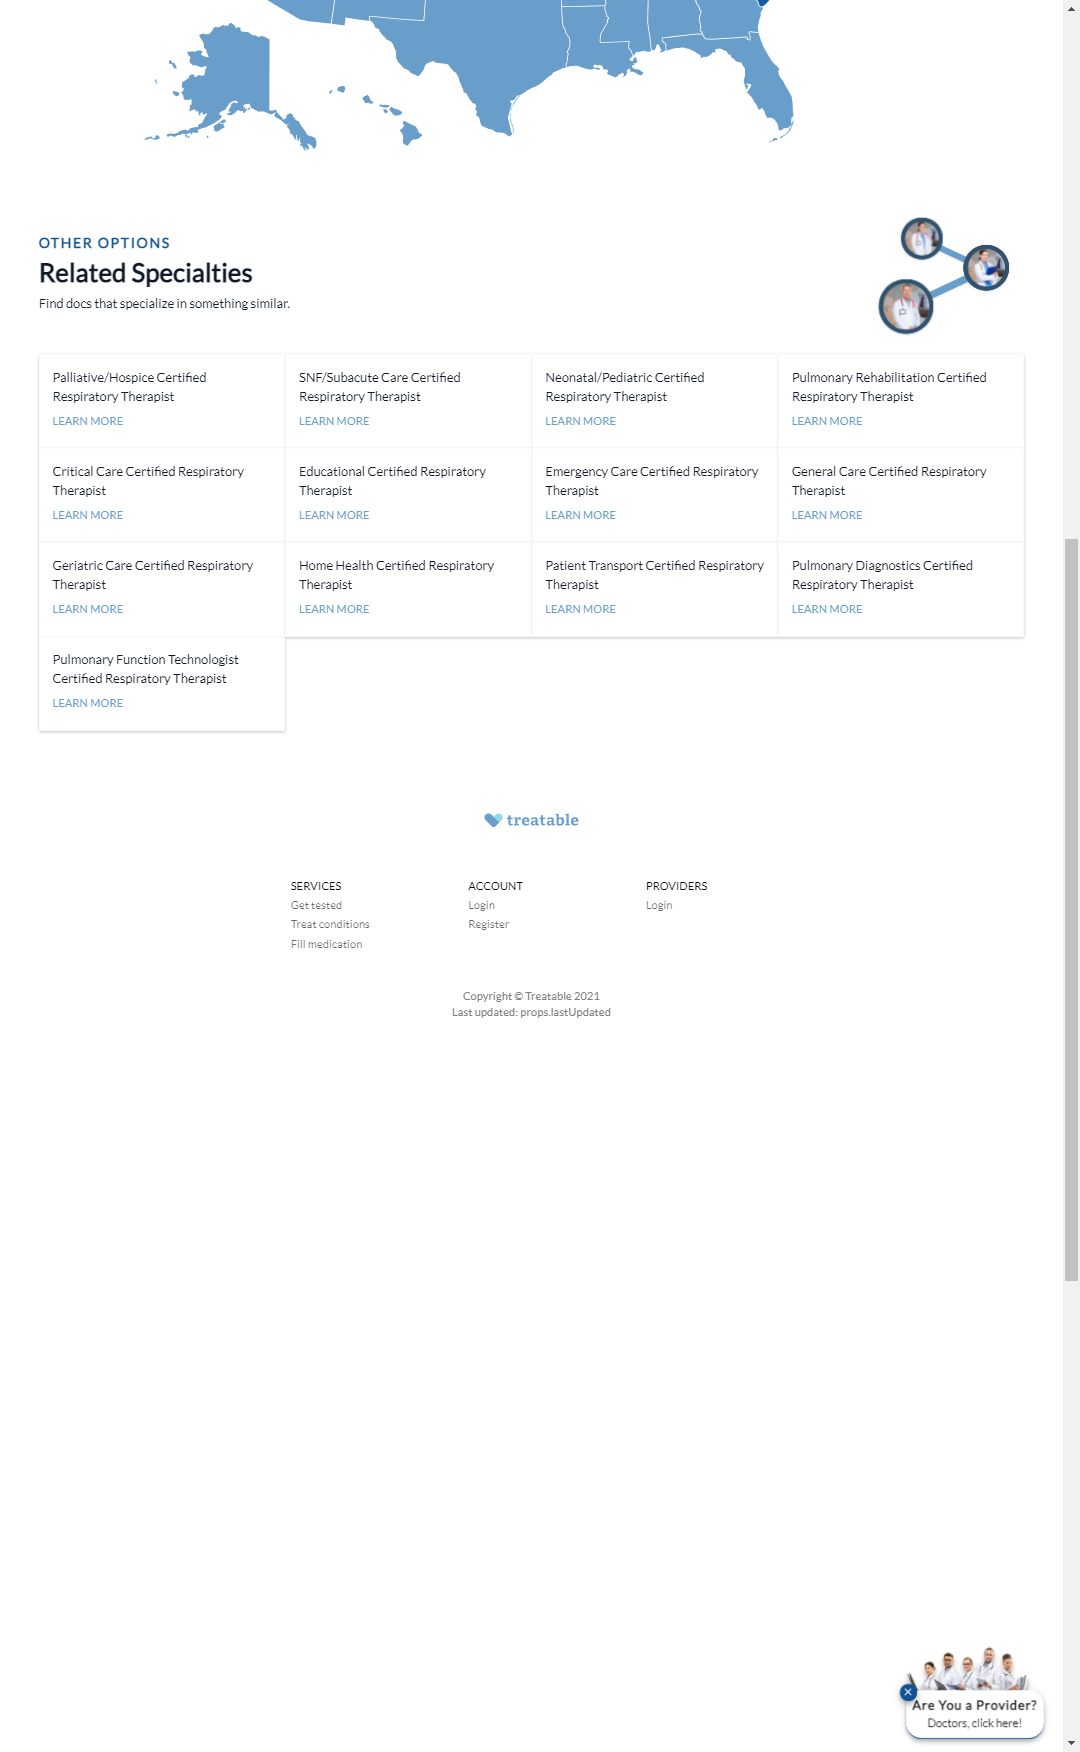 OTHER OPTIONS
Related Specialties
Find docs that specialize in something similar.
Palliative/Hospice Certified
Respiratory Therapist
LEARN MORE
SNF/Subacute Care Certified
Respiratory Therapist
LEARN MORE
Neonatal/Pediatric Certified
Respiratory Therapist
LEARN MORE
Pulmonary Rehabilitation Certified
Respiratory Therapist
LEARN MORE
Critical Care Certified Respiratory
Therapist
LEARN MORE
Educational Certified Respiratory
Therapist
LEARN MORE
Emergency Care Certified Respiratory
Therapist
LEARN MORE
General Care Certified Respiratory
Therapist
LEARN MORE
Geriatric Care Certified Respiratory
Therapist
LEARN MORE
Home Health Certified Respiratory
Therapist
LEARN MORE
Patient Transport Certified Respiratory
Therapist
LEARN MORE
Pulmonary Diagnostics Certified
Respiratory Therapist
LEARN MORE
Pulmonary Function Technologist
Certified Respiratory Therapist
LEARN MORE
treatable
SERVICES
Get tested
Treat conditions
Fill medication
ACCOUNT
Login
Register
PROVIDERS
Login
Copyright © Treatable 2021
Last updated: props.lastUpdated
Are You a Provider?
Doctors, click here!